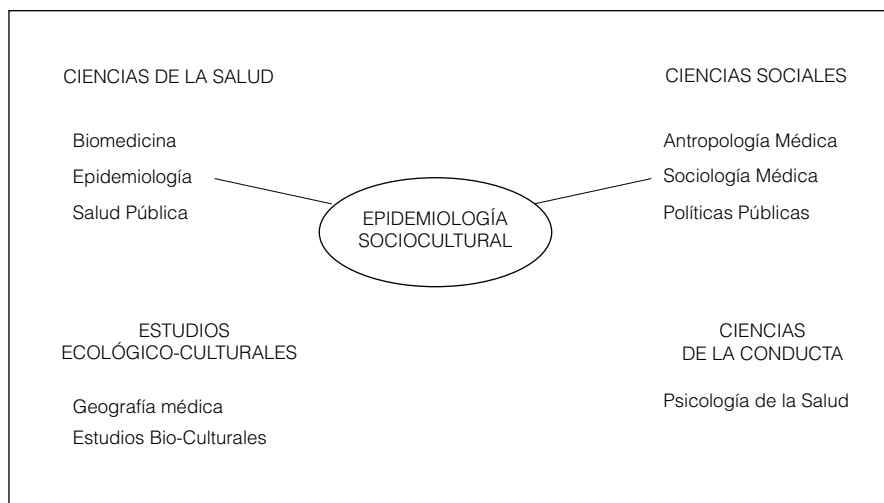 CIENCIAS DE LA SALUD
Biomedicina
Epidemiología
Salud Pública
CIENCIAS SOCIALES
Antropología Médica
Sociología Médica
Políticas Públicas
EPIDEMIOLOGÍA
SOCIOCULTURAL
ESTUDIOS
ECOLÓGICO-CULTURALES
Geografía médica
Estudios Bio-Culturales
CIENCIAS
DE LA CONDUCTA
Psicología de la Salud